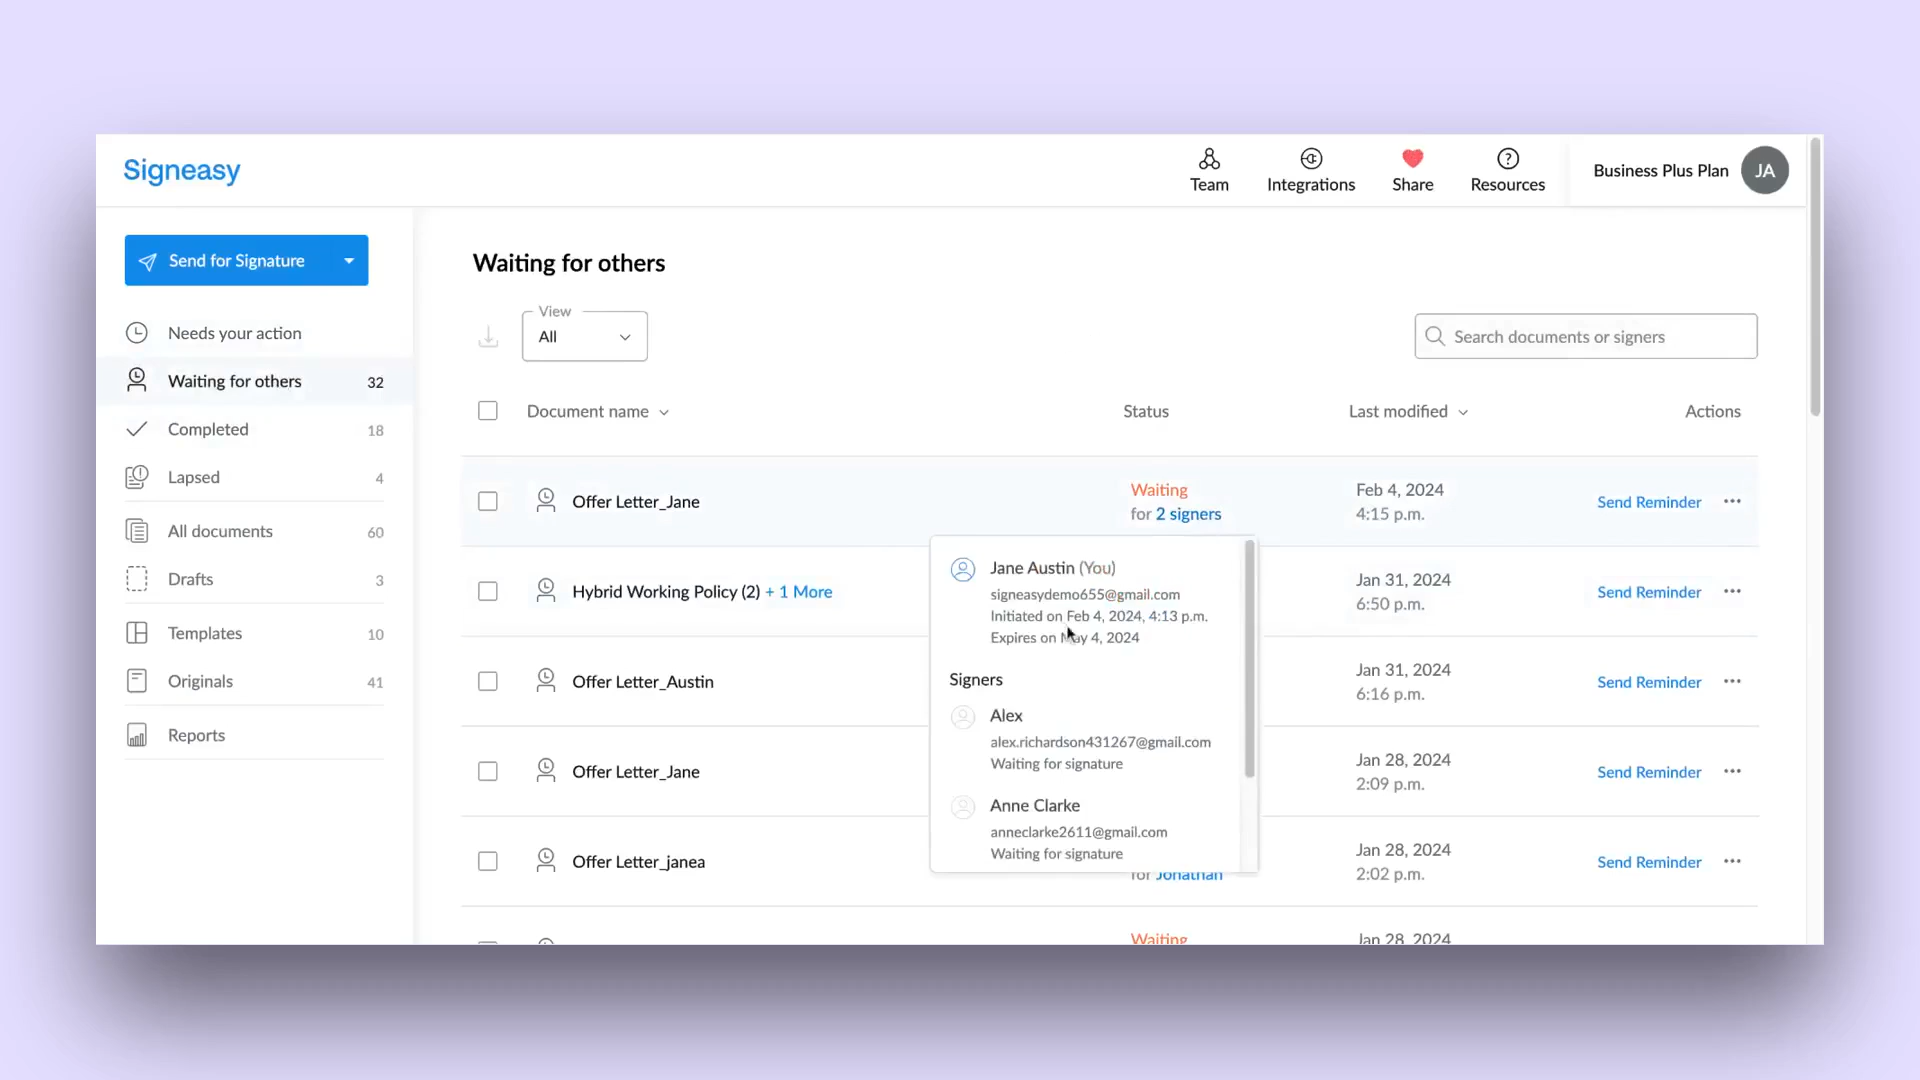 Signeasy
Team
Integrations
Share
Resources
Business Plus Plan
JA
Send for Signature
Needs your action
Waiting for others 32
Completed 18
Lapsed 4
All documents 60
Drafts 3
Templates 10
Originals 41
Reports
Waiting for others
View
All
Search documents or signers
Document name
Status
Last modified
Actions
Offer Letter_Jane
Waiting
for 2 signers
Feb 4, 2024
4:15 p.m.
Send Reminder
Hybrid Working Policy (2) + 1 More
Jan 31, 2024
6:50 p.m.
Send Reminder
Offer Letter_Austin
Jan 31, 2024
6:16 p.m.
Send Reminder
Offer Letter_Jane
Jan 28, 2024
2:09 p.m.
Send Reminder
Offer Letter_janea
for Jonathan
Jan 28, 2024
2:02 p.m.
Send Reminder
Waiting
Jan 28, 2024
Jane Austin (You)
signeasydemo655@gmail.com
Initiated on Feb 4, 2024, 4:13 p.m.
Expires on May 4, 2024
Signers
Alex
alex.richardson431267@gmail.com
Waiting for signature
Anne Clarke
anneclarke2611@gmail.com
Waiting for signature